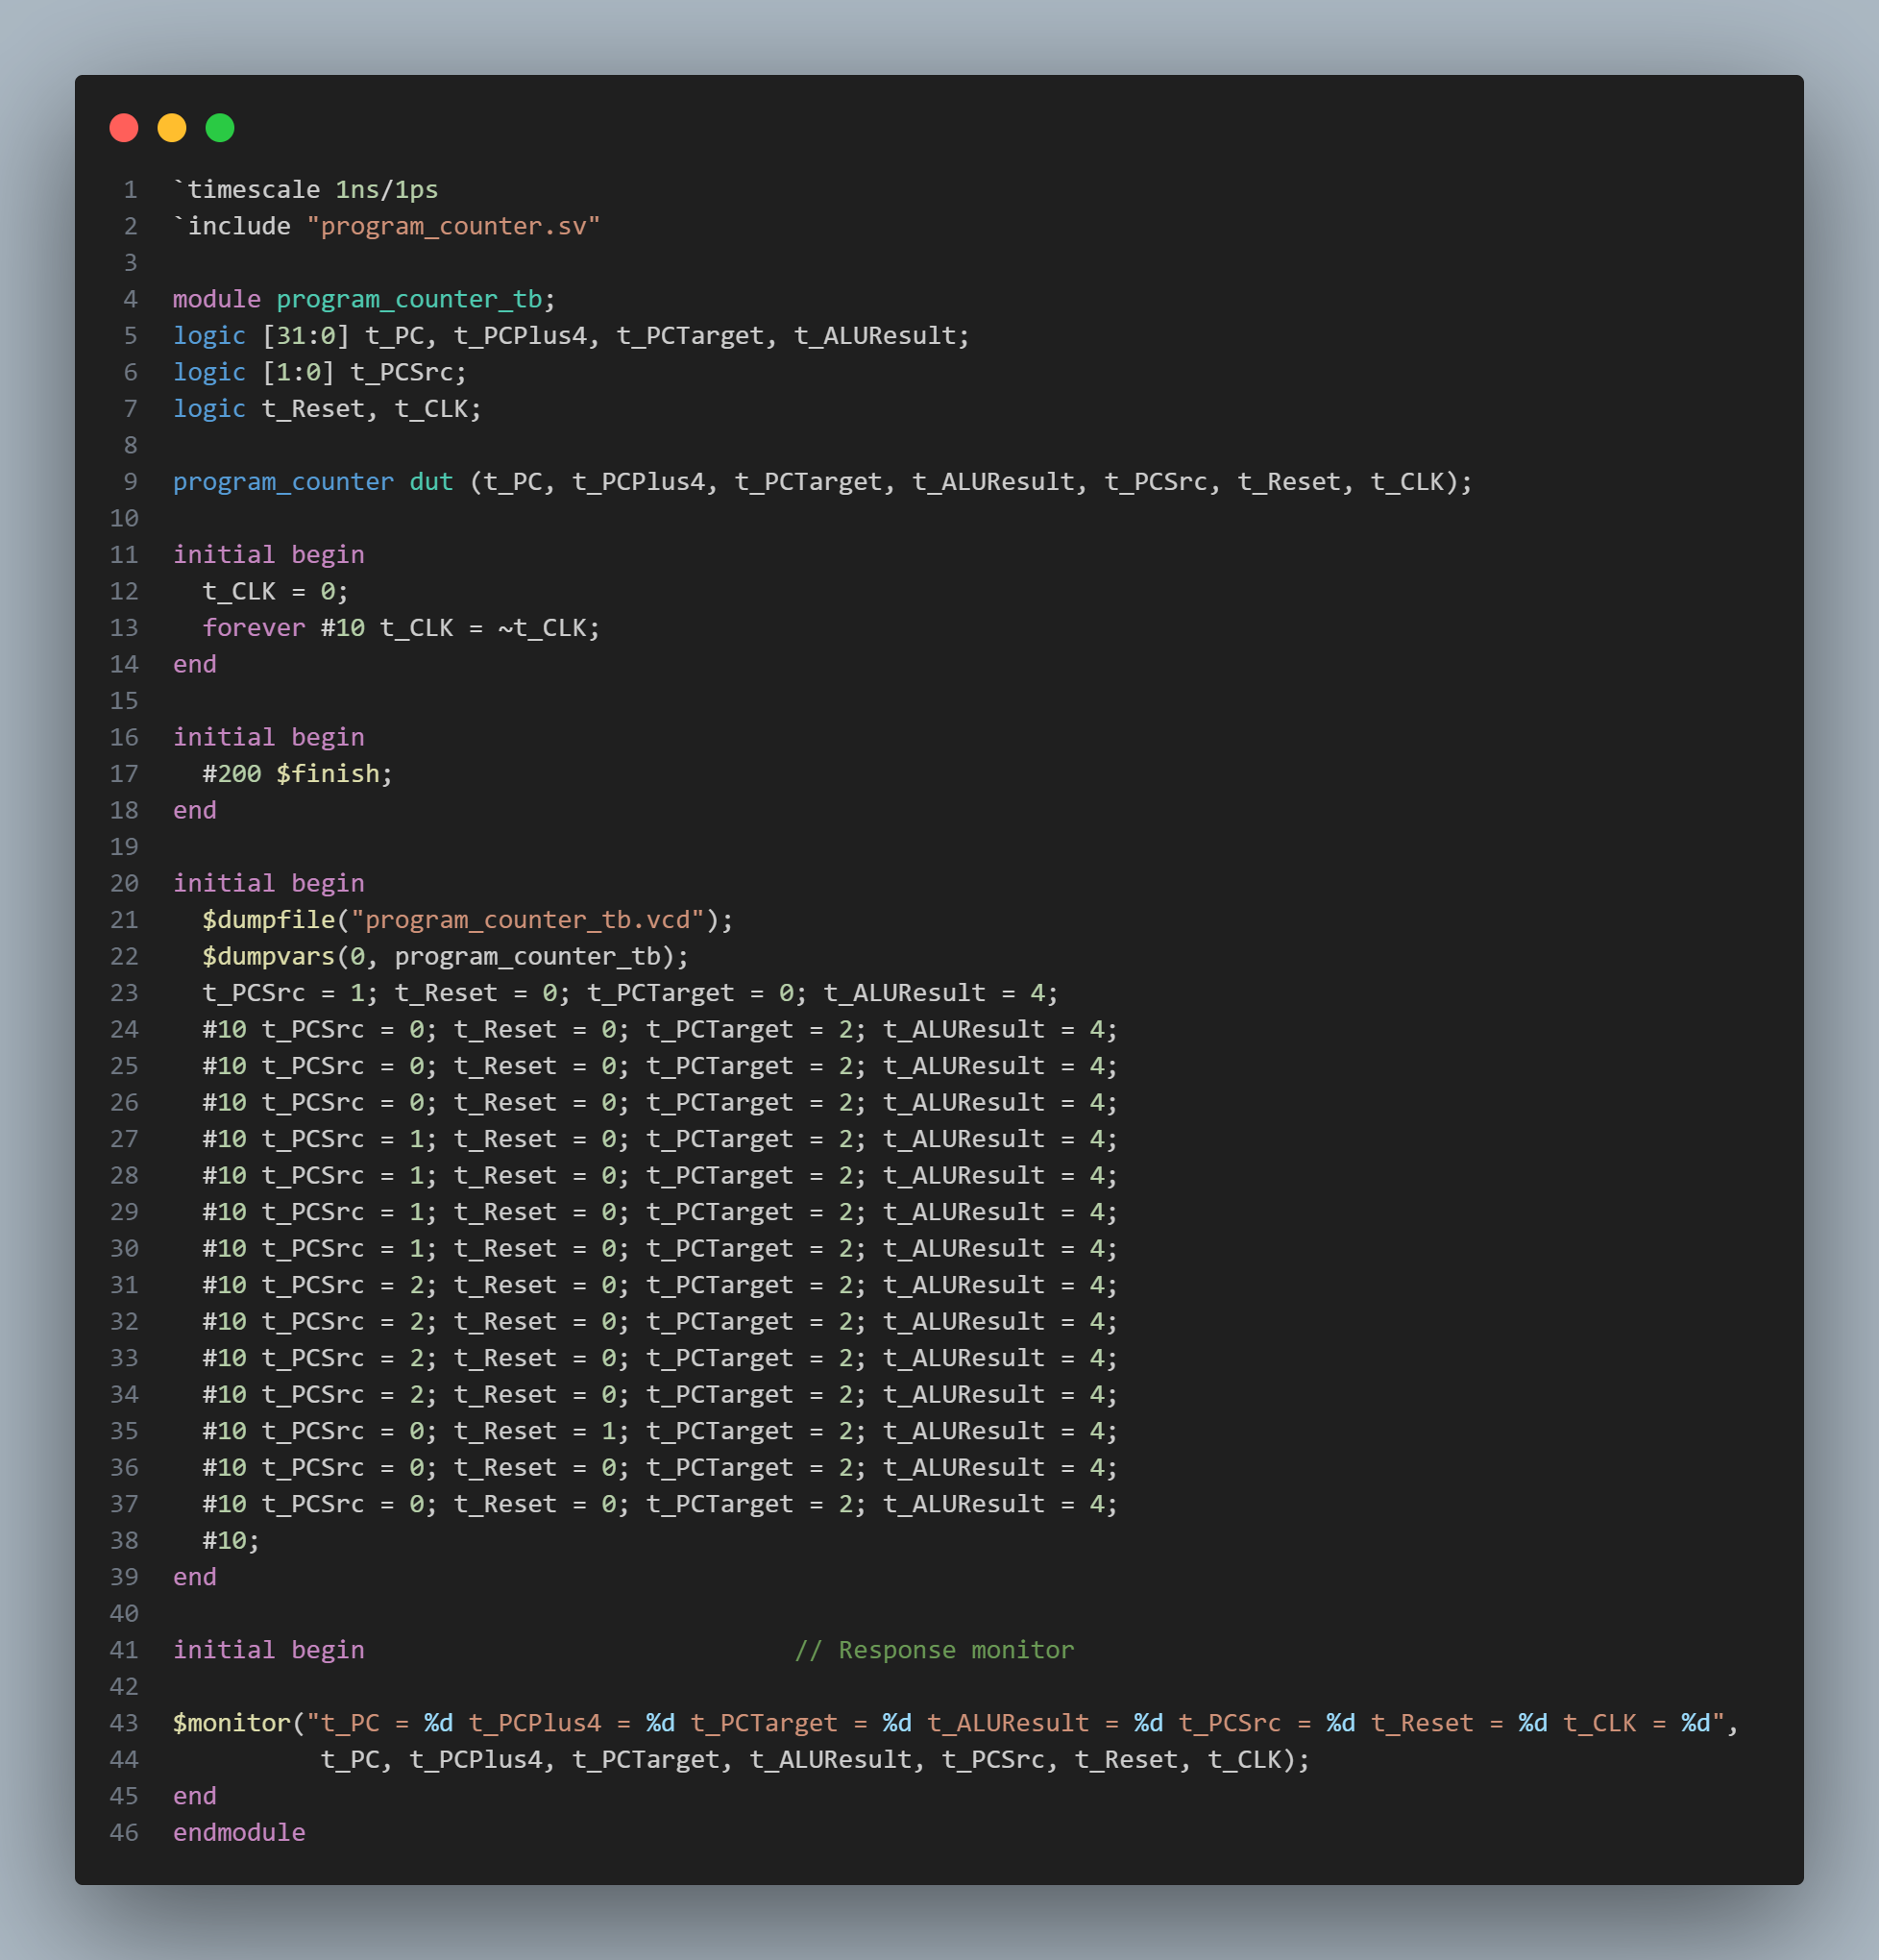 1 `timescale 1ns/1ps
2 `include "program_counter.sv"
3
4 module program_counter_tb;
5 logic [31:0] t_PC, t_PCPlus4, t_PCTarget, t_ALUResult;
6 logic [1:0] t_PCSrc;
7 logic t_Reset, t_CLK;
8
9 program_counter dut (t_PC, t_PCPlus4, t_PCTarget, t_ALUResult, t_PCSrc, t_Reset, t_CLK);
10
11 initial begin
12   t_CLK = 0;
13   forever #10 t_CLK = ~t_CLK;
14 end
15
16 initial begin
17   #200 $finish;
18 end
19
20 initial begin
21   $dumpfile("program_counter_tb.vcd");
22   $dumpvars(0, program_counter_tb);
23   t_PCSrc = 1; t_Reset = 0; t_PCTarget = 0; t_ALUResult = 4;
24   #10 t_PCSrc = 0; t_Reset = 0; t_PCTarget = 2; t_ALUResult = 4;
25   #10 t_PCSrc = 0; t_Reset = 0; t_PCTarget = 2; t_ALUResult = 4;
26   #10 t_PCSrc = 0; t_Reset = 0; t_PCTarget = 2; t_ALUResult = 4;
27   #10 t_PCSrc = 1; t_Reset = 0; t_PCTarget = 2; t_ALUResult = 4;
28   #10 t_PCSrc = 1; t_Reset = 0; t_PCTarget = 2; t_ALUResult = 4;
29   #10 t_PCSrc = 1; t_Reset = 0; t_PCTarget = 2; t_ALUResult = 4;
30   #10 t_PCSrc = 1; t_Reset = 0; t_PCTarget = 2; t_ALUResult = 4;
31   #10 t_PCSrc = 2; t_Reset = 0; t_PCTarget = 2; t_ALUResult = 4;
32   #10 t_PCSrc = 2; t_Reset = 0; t_PCTarget = 2; t_ALUResult = 4;
33   #10 t_PCSrc = 2; t_Reset = 0; t_PCTarget = 2; t_ALUResult = 4;
34   #10 t_PCSrc = 2; t_Reset = 0; t_PCTarget = 2; t_ALUResult = 4;
35   #10 t_PCSrc = 0; t_Reset = 1; t_PCTarget = 2; t_ALUResult = 4;
36   #10 t_PCSrc = 0; t_Reset = 0; t_PCTarget = 2; t_ALUResult = 4;
37   #10 t_PCSrc = 0; t_Reset = 0; t_PCTarget = 2; t_ALUResult = 4;
38   #10;
39 end
40
41 initial begin                             // Response monitor
42
43 $monitor("t_PC = %d t_PCPlus4 = %d t_PCTarget = %d t_ALUResult = %d t_PCSrc = %d t_Reset = %d t_CLK = %d",
44           t_PC, t_PCPlus4, t_PCTarget, t_ALUResult, t_PCSrc, t_Reset, t_CLK);
45 end
46 endmodule